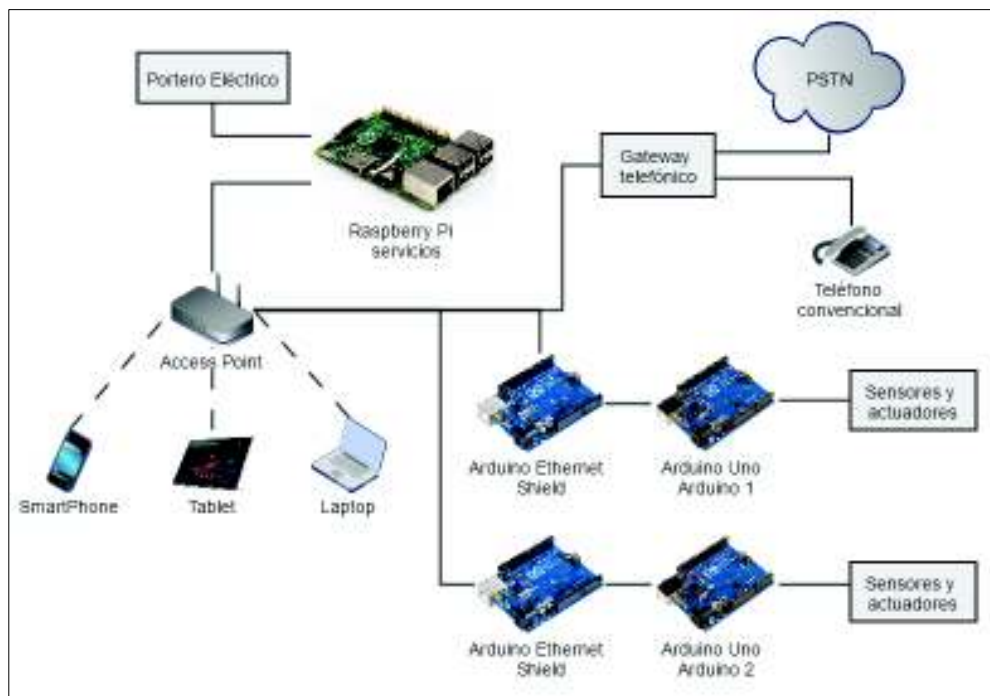 Portero Eléctrico
PSTN
Gateway
telefónico
Raspberry Pi
servicios
Teléfono
convencional
Access Point
Sensores y
actuadores
Arduino Ethernet
Shield
Arduino Uno
Arduino 1
SmartPhone
Tablet
Laptop
Sensores y
actuadores
Arduino Ethernet
Shield
Arduino Uno
Arduino 2